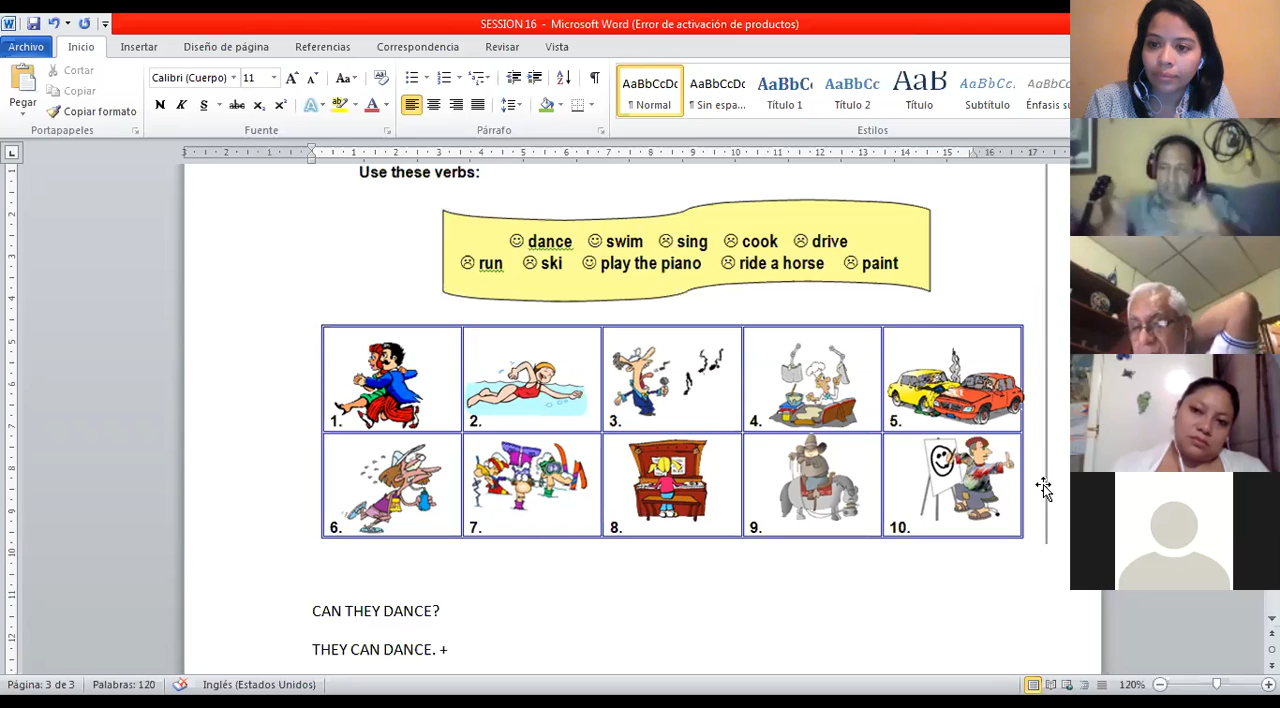 SESSION 16 - Microsoft Word (Error de activación de productos)
Archivo Inicio Insertar Diseño de página Referencias Correspondencia Revisar Vista
Pegar
Cortar
Copiar
Copiar formato
Portapapeles
Calibri (Cuerpo) 11
Fuente
Párrafo
AaBbCcDc AaBbCcDc AaBbC AaBbCc AaB AaBbCc. AaBbCcDc
¶ Normal ¶ Sin espa... Título 1 Título 2 Título Subtítulo Énfasis su
Estilos
Use these verbs:
☺ dance ☺ swim ☹ sing ☹ cook ☹ drive
☹ run ☹ ski ☺ play the piano ☹ ride a horse ☹ paint
1. 2. 3. 4. 5.
6. 7. 8. 9. 10.
CAN THEY DANCE?
THEY CAN DANCE. +
Página: 3 de 3 Palabras: 120 Inglés (Estados Unidos) 120%